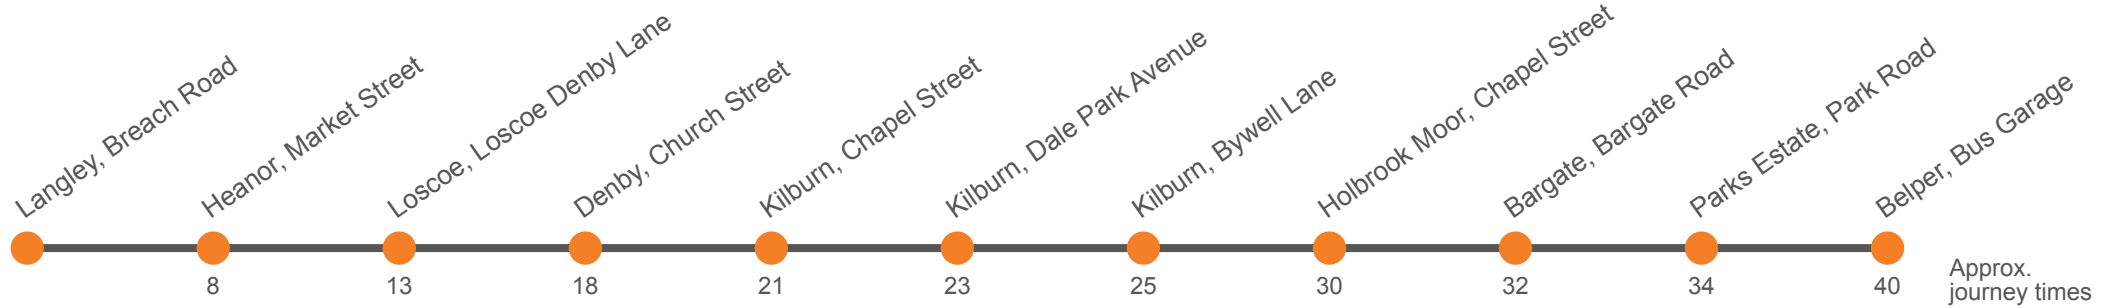 Langley, Breach Road
Heanor, Market Street
Loscoe, Loscoe Denby Lane
Denby, Church Street
Kilburn, Chapel Street
Kilburn, Dale Park Avenue
Kilburn, Bywell Lane
Holbrook Moor, Chapel Street
Bargate, Bargate Road
Parks Estate, Park Road
Belper, Bus Garage
8 13 18 21 23 25 30 32 34 40
Approx.
journey times